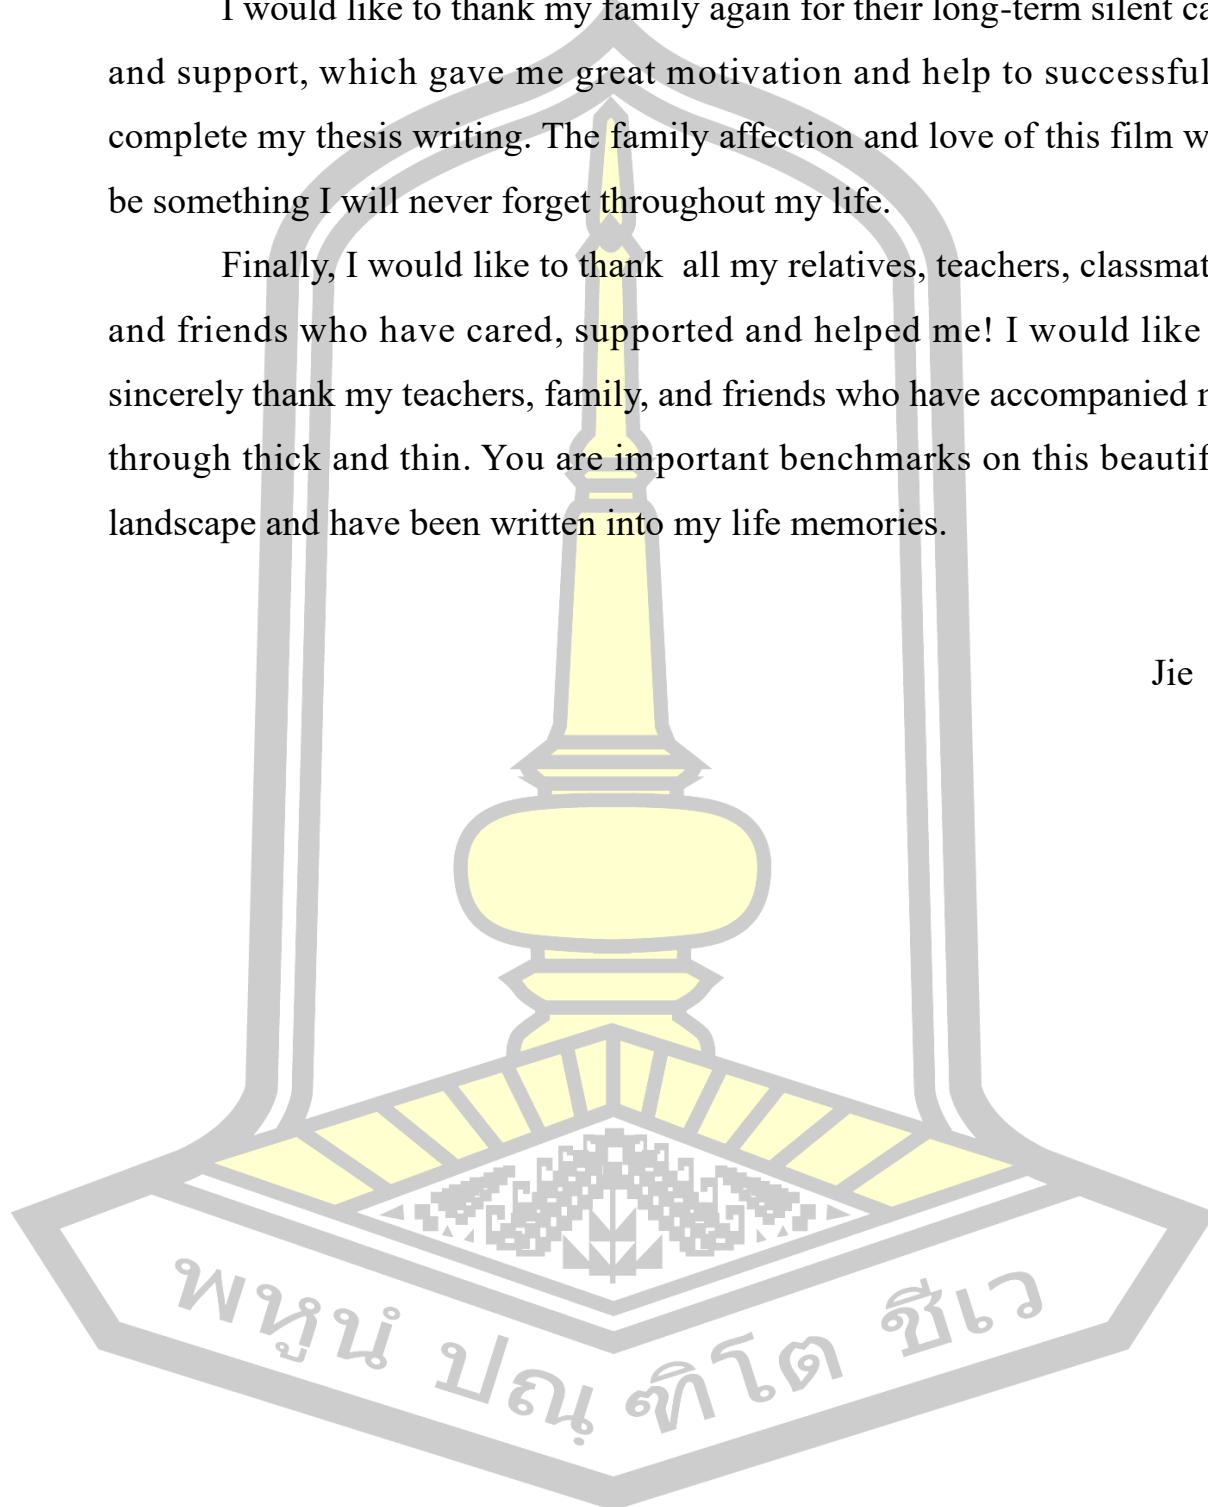 I would like to thank my family again for their long-term silent ca
and support, which gave me great motivation and help to successful
complete my thesis writing. The family affection and love of this film w
be something I will never forget throughout my life.
Finally, I would like to thank all my relatives, teachers, classmat
and friends who have cared, supported and helped me! I would like
sincerely thank my teachers, family, and friends who have accompanied
through thick and thin. You are important benchmarks on this beautif
landscape and have been written into my life memories.
Jie
พหูนํ ปณฺฑิโต ชีเว